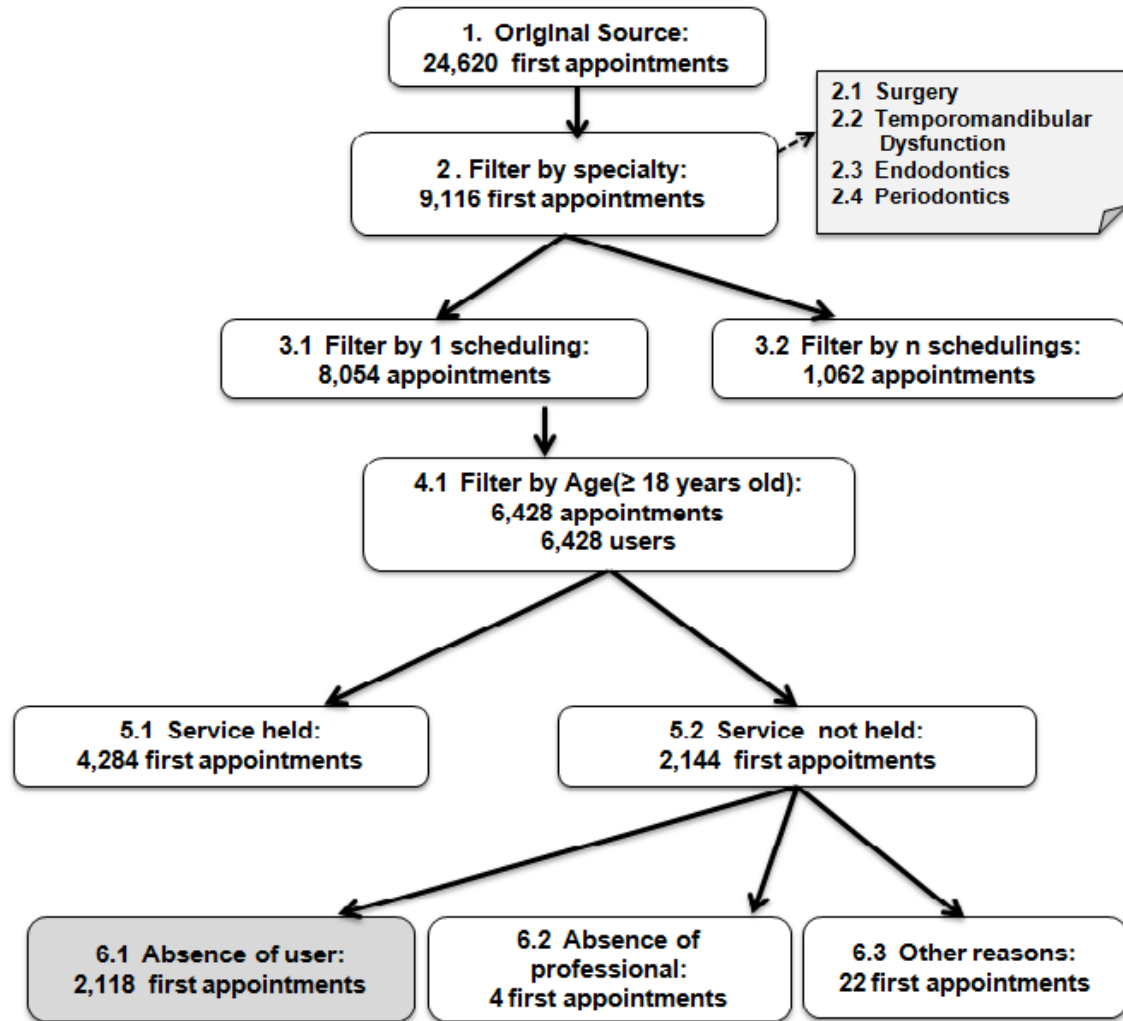 1. Original Source:
24,620 first appointments
2.1 Surgery
2.2 Temporomandibular
Dysfunction
2.3 Endodontics
2.4 Periodontics
2 . Filter by specialty:
9,116 first appointments
3.1 Filter by 1 scheduling:
8,054 appointments
3.2 Filter by n schedulings:
1,062 appointments
4.1 Filter by Age(≥ 18 years old):
6,428 appointments
6,428 users
5.1 Service held:
4,284 first appointments
5.2 Service not held:
2,144 first appoitments
6.1 Absence of user:
2,118 first appointments
6.2 Absence of
professional:
4 first appointments
6.3 Other reasons:
22 first appointments